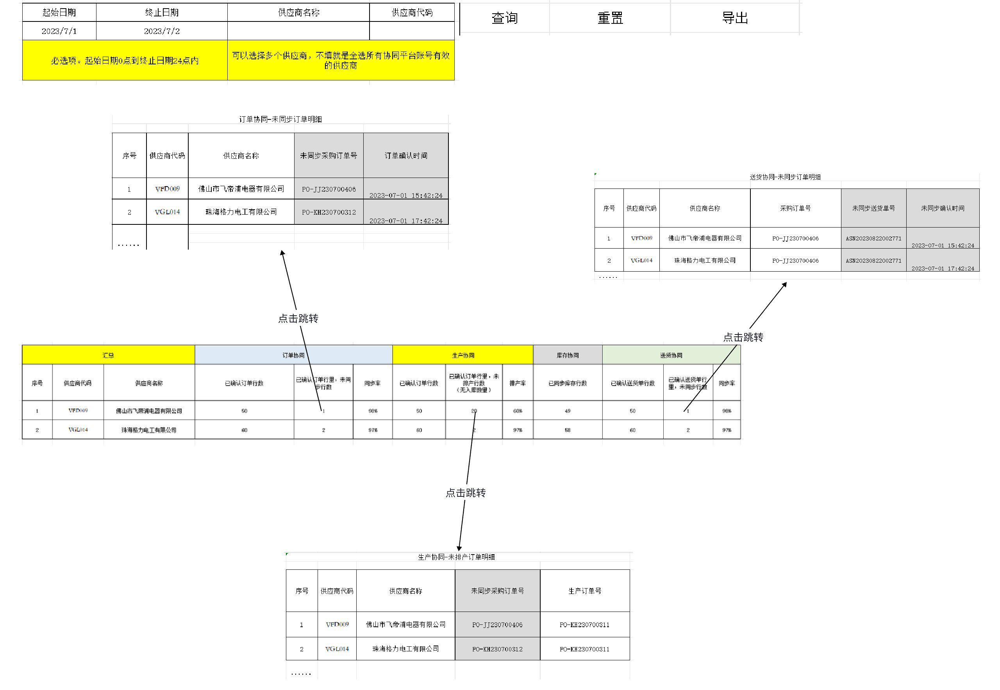 起始日期 终止日期 供应商名称 供应商代码 查询 重置 导出
2023/7/1 2023/7/2
必选项。起始日期0点到终止日期24点内
可以选择多个供应商，不填就是全选所有协同平台账号有效
的供应商
订单协同-未同步订单明细
序号 供应商代码 供应商名称 未同步采购订单号 订单确认时间
1 VFD009 佛山市飞帝浦电器有限公司 PO-JJ230700406 2023-07-01 15:42:24
2 VGL014 珠海格力电工有限公司 PO-KH230700312 2023-07-01 17:42:24
......
送货协同-未同步订单明细
序号 供应商代码 供应商名称 采购订单号 未同步送货单号 未同步确认时间
1 VFD009 佛山市飞帝浦电器有限公司 PO-JJ230700406 ASN20230822002771 2023-07-01 15:42:24
2 VGL014 珠海格力电工有限公司 PO-JJ230700406 ASN20230822002771 2023-07-01 17:42:24
......
点击跳转
点击跳转
汇总 订单协同 生产协同 库存协同 送货协同
序号 供应商代码 供应商名称 已确认订单行数 已确认订单行里，未同
步行数 同步率 已确认订单行数 已确认订单行里，未
排产行数
（无入库数量） 排产率 已同步库存行数 已确认送货单行数 已确认送货单行
里，未同步行数 同步率
1 VFD009 佛山市飞帝浦电器有限公司 50 1 98% 50 20 60% 49 50 1 98%
2 VGL014 珠海格力电工有限公司 60 2 97% 60 2 97% 58 60 2 97%
点击跳转
生产协同-未排产订单明细
序号 供应商代码 供应商名称 未同步采购订单号 生产订单号
1 VFD009 佛山市飞帝浦电器有限公司 PO-JJ230700406 PO-KH230700311
2 VGL014 珠海格力电工有限公司 PO-KH230700312 PO-KH230700311
......